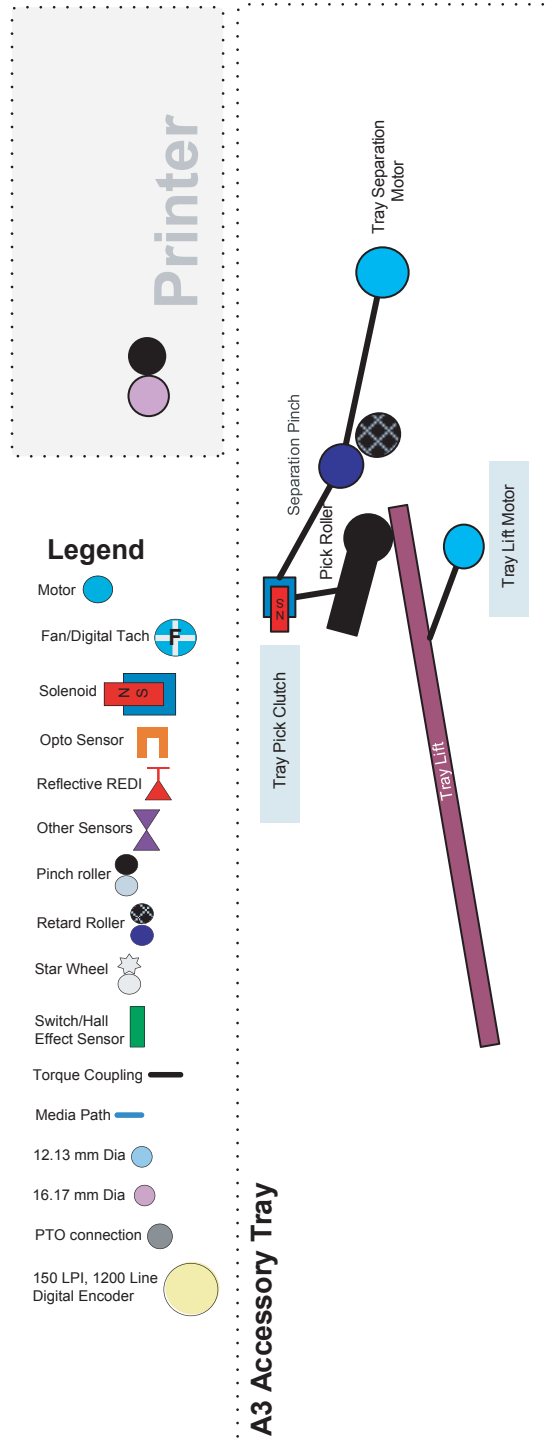 Printer
Tray Separation
Motor
Separation Pinch
Pick Roller
S N
Tray Pick Clutch
Tray Lift Motor
Tray Lift
Legend
Motor
Fan/Digital Tach
F
Solenoid
N S
Opto Sensor
Reflective REDI
Other Sensors
Pinch roller
Retard Roller
Star Wheel
Switch/Hall
Effect Sensor
Torque Coupling
Media Path
12.13 mm Dia
16.17 mm Dia
PTO connection
150 LPI, 1200 Line
Digital Encoder
A3 Accessory Tray